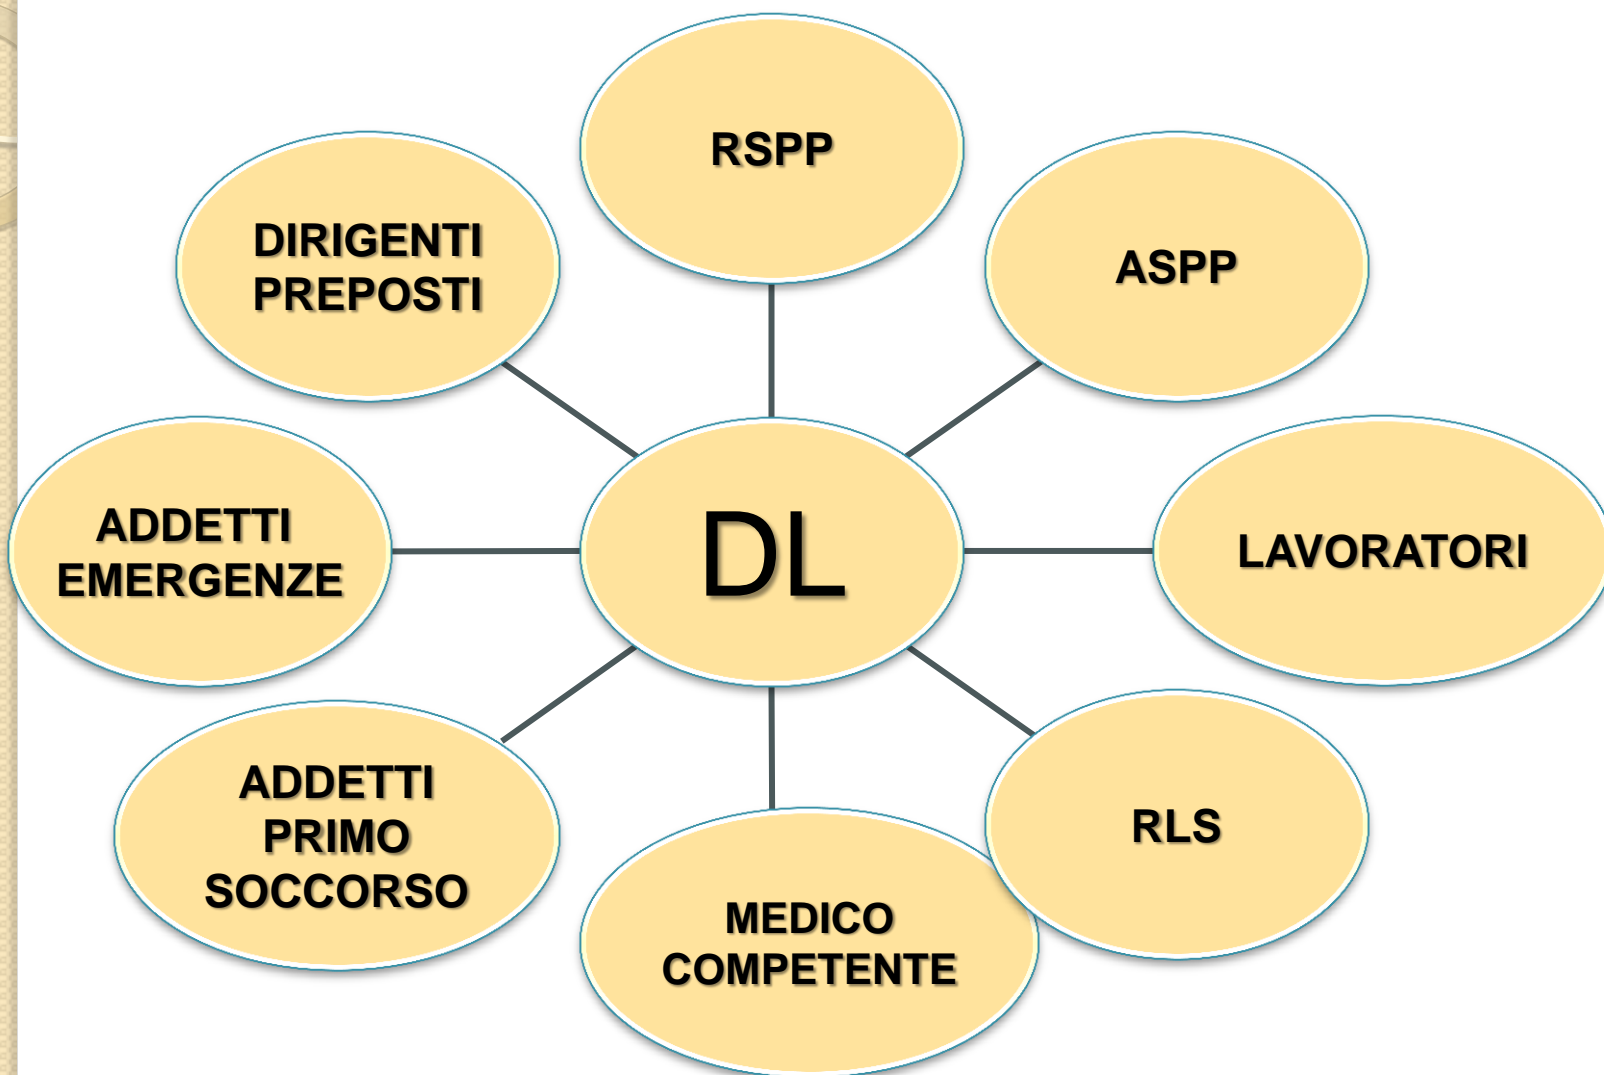 RSPP
DIRIGENTI
PREPOSTI
ASPP
ADDETTI
EMERGENZE
DL
LAVORATORI
ADDETTI
PRIMO
SOCCORSO
MEDICO
COMPETENTE
RLS